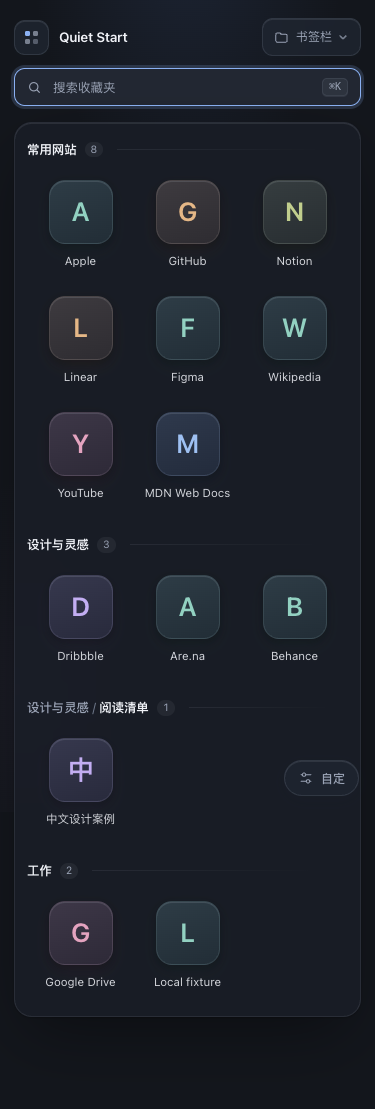 Quiet Start
书签栏
搜索收藏夹
⌘K
常用网站 8
A G N
Apple GitHub Notion
L F W
Linear Figma Wikipedia
Y M
YouTube MDN Web Docs
设计与灵感 3
D A B
Dribbble Are.na Behance
设计与灵感 / 阅读清单 1
中
自定
中文设计案例
工作 2
G L
Google Drive Local fixture